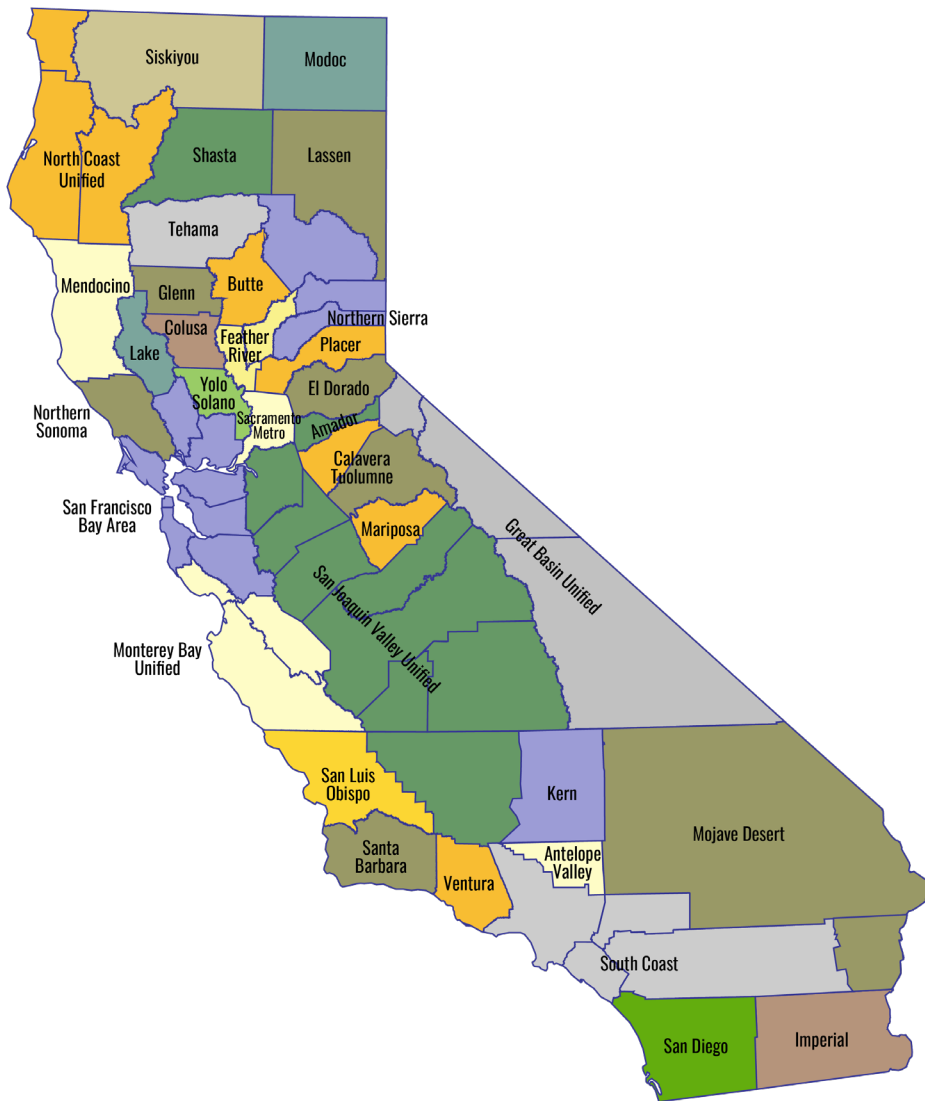 Siskiyou
Modoc
North Coast
Unified
Shasta
Lassen
Tehama
Mendocino
Glenn
Butte
Colusa
Feather
River
Northern Sierra
Placer
Lake
Yolo
Solano
El Dorado
Northern
Sonoma
Sacramento
Metro
Amador
Calavera
Tuolumne
San Francisco
Bay Area
Mariposa
Great Basin Unified
San Joaquin Valley Unified
Monterey Bay
Unified
San Luis
Obispo
Kern
Mojave Desert
Santa
Barbara
Antelope
Valley
Ventura
South Coast
San Diego
Imperial